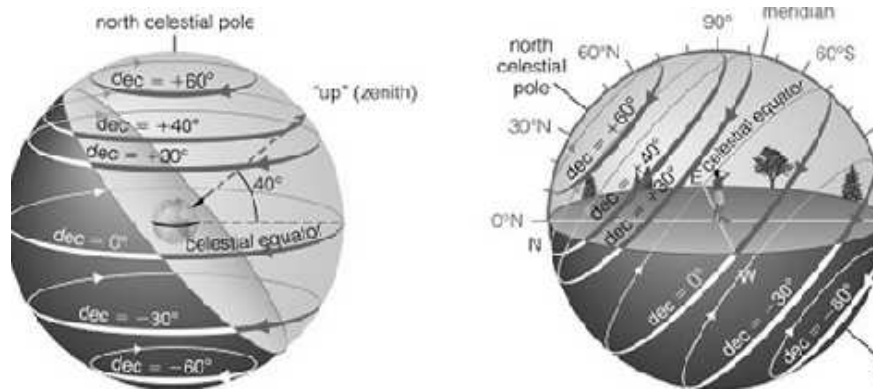 north celestial pole
dec = +60°
"up" (zenith)
dec = +40°
dec = +30°
40°
celestial equator
dec = 0°
dec = −30°
dec = −60°
90°
meridian
60°N
60°S
north
celestial
pole
30°N
dec = +60°
celestial equator
E
dec = +40°
dec = +30°
0°N
N
W
dec = 0°
dec = −30°